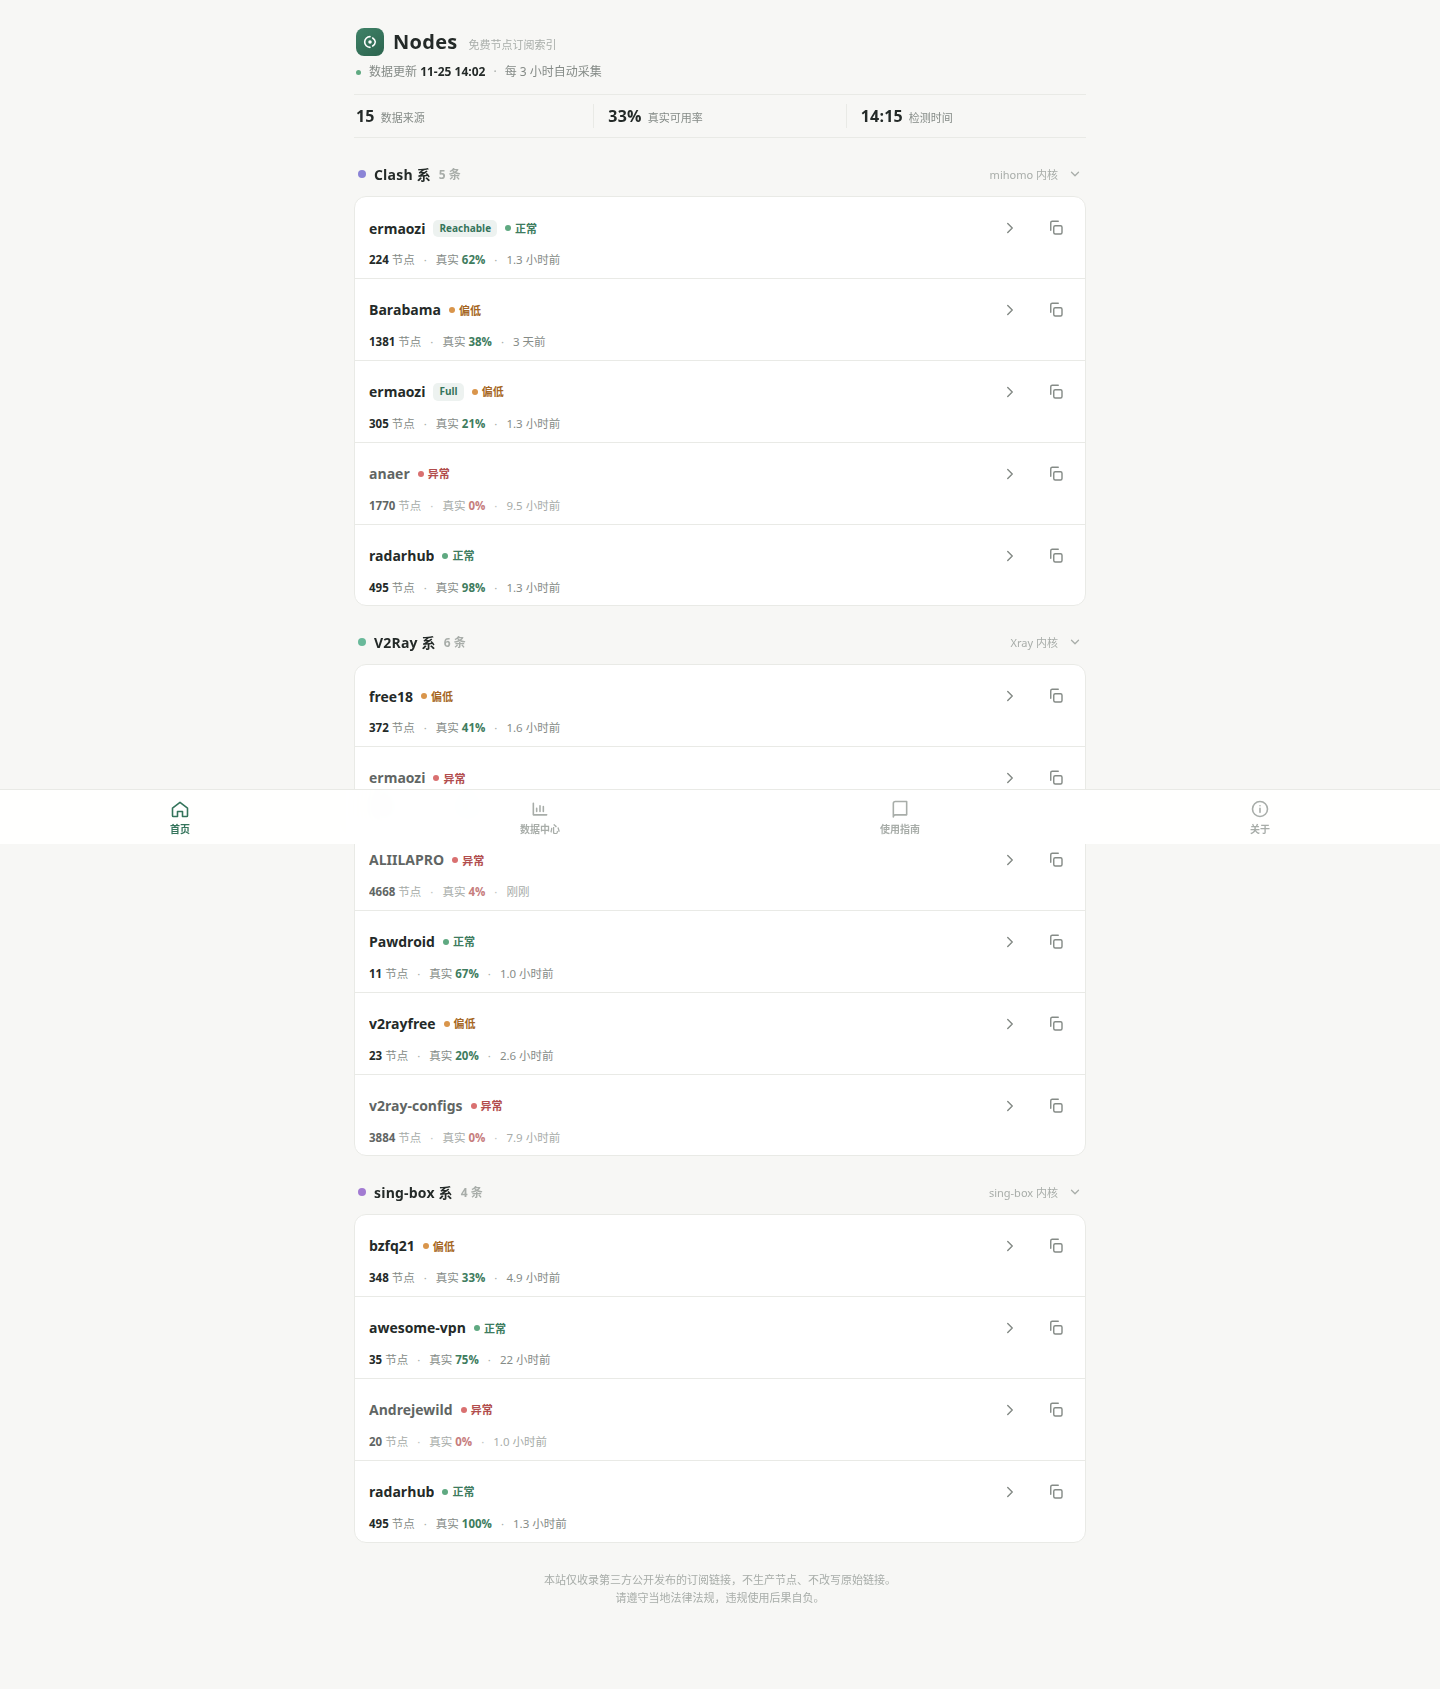 Nodes 免费节点订阅索引
数据更新 11-25 14:02 · 每 3 小时自动采集
15 数据来源 33% 真实可用率 14:15 检测时间
Clash 系 5 条 mihomo 内核
ermaozi Reachable 正常
224 节点 · 真实 62% · 1.3 小时前
Barabama 偏低
1381 节点 · 真实 38% · 3 天前
ermaozi Full 偏低
305 节点 · 真实 21% · 1.3 小时前
anaer 异常
1770 节点 · 真实 0% · 9.5 小时前
radarhub 正常
495 节点 · 真实 98% · 1.3 小时前
V2Ray 系 6 条 Xray 内核
free18 偏低
372 节点 · 真实 41% · 1.6 小时前
ermaozi 异常
首页 数据中心 使用指南 关于
ALIILAPRO 异常
4668 节点 · 真实 4% · 刚刚
Pawdroid 正常
11 节点 · 真实 67% · 1.0 小时前
v2rayfree 偏低
23 节点 · 真实 20% · 2.6 小时前
v2ray-configs 异常
3884 节点 · 真实 0% · 7.9 小时前
sing-box 系 4 条 sing-box 内核
bzfq21 偏低
348 节点 · 真实 33% · 4.9 小时前
awesome-vpn 正常
35 节点 · 真实 75% · 22 小时前
Andrejewild 异常
20 节点 · 真实 0% · 1.0 小时前
radarhub 正常
495 节点 · 真实 100% · 1.3 小时前
本站仅收录第三方公开发布的订阅链接，不生产节点、不改写原始链接。
请遵守当地法律法规，违规使用后果自负。